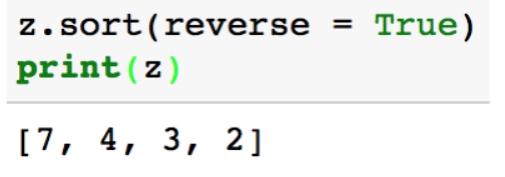 z.sort(reverse = True)
print(z)
[7, 4, 3, 2]